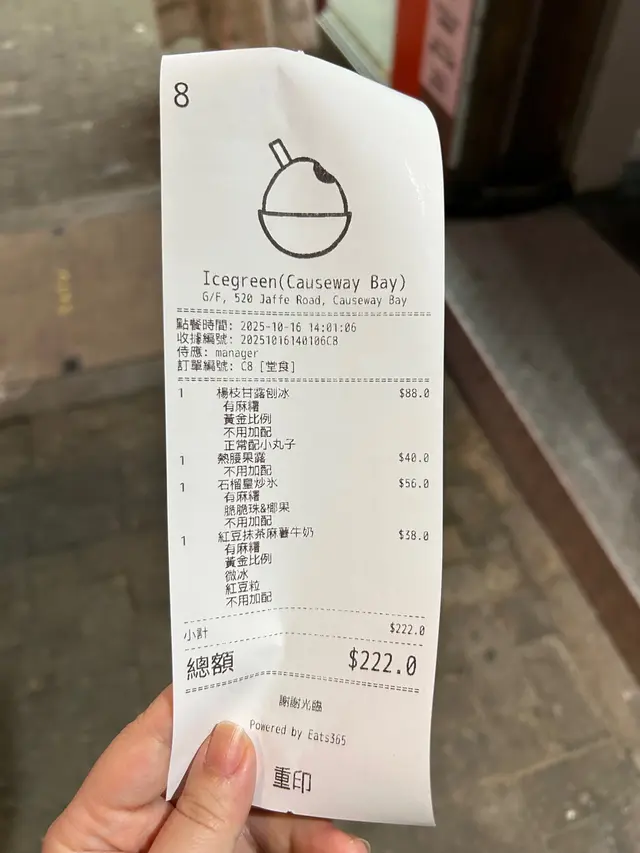 8
Icegreen(Causeway Bay)
G/F, 520 Jaffe Road, Causeway Bay
點餐時間: 2025-10-16 14:01:06
收據編號: 20251016140106C8
侍應: manager
訂單編號: C8 [堂食]
1 楊枝甘露刨冰 $88.0
有麻糬
黃金比例
不用加配
正常配小丸子
1 熱腰果露 $40.0
不用加配
1 石榴星炒氷 $56.0
有麻糬
脆脆珠&椰果
不用加配
1 紅豆抹茶麻薯牛奶 $38.0
有麻糬
黃金比例
微冰
紅豆粒
不用加配
小計 $222.0
總額 $222.0
謝謝光臨
Powered by Eats365
重印